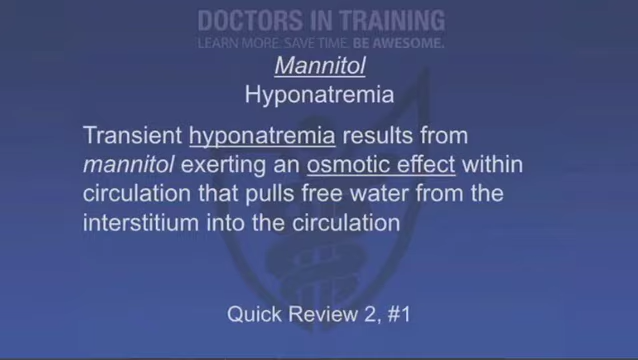 DOCTORS IN TRAINING
LEARN MORE. SAVE TIME. BE AWESOME.
Mannitol
Hyponatremia
Transient hyponatremia results from
mannitol exerting an osmotic effect within
circulation that pulls free water from the
interstitium into the circulation
Quick Review 2, #1